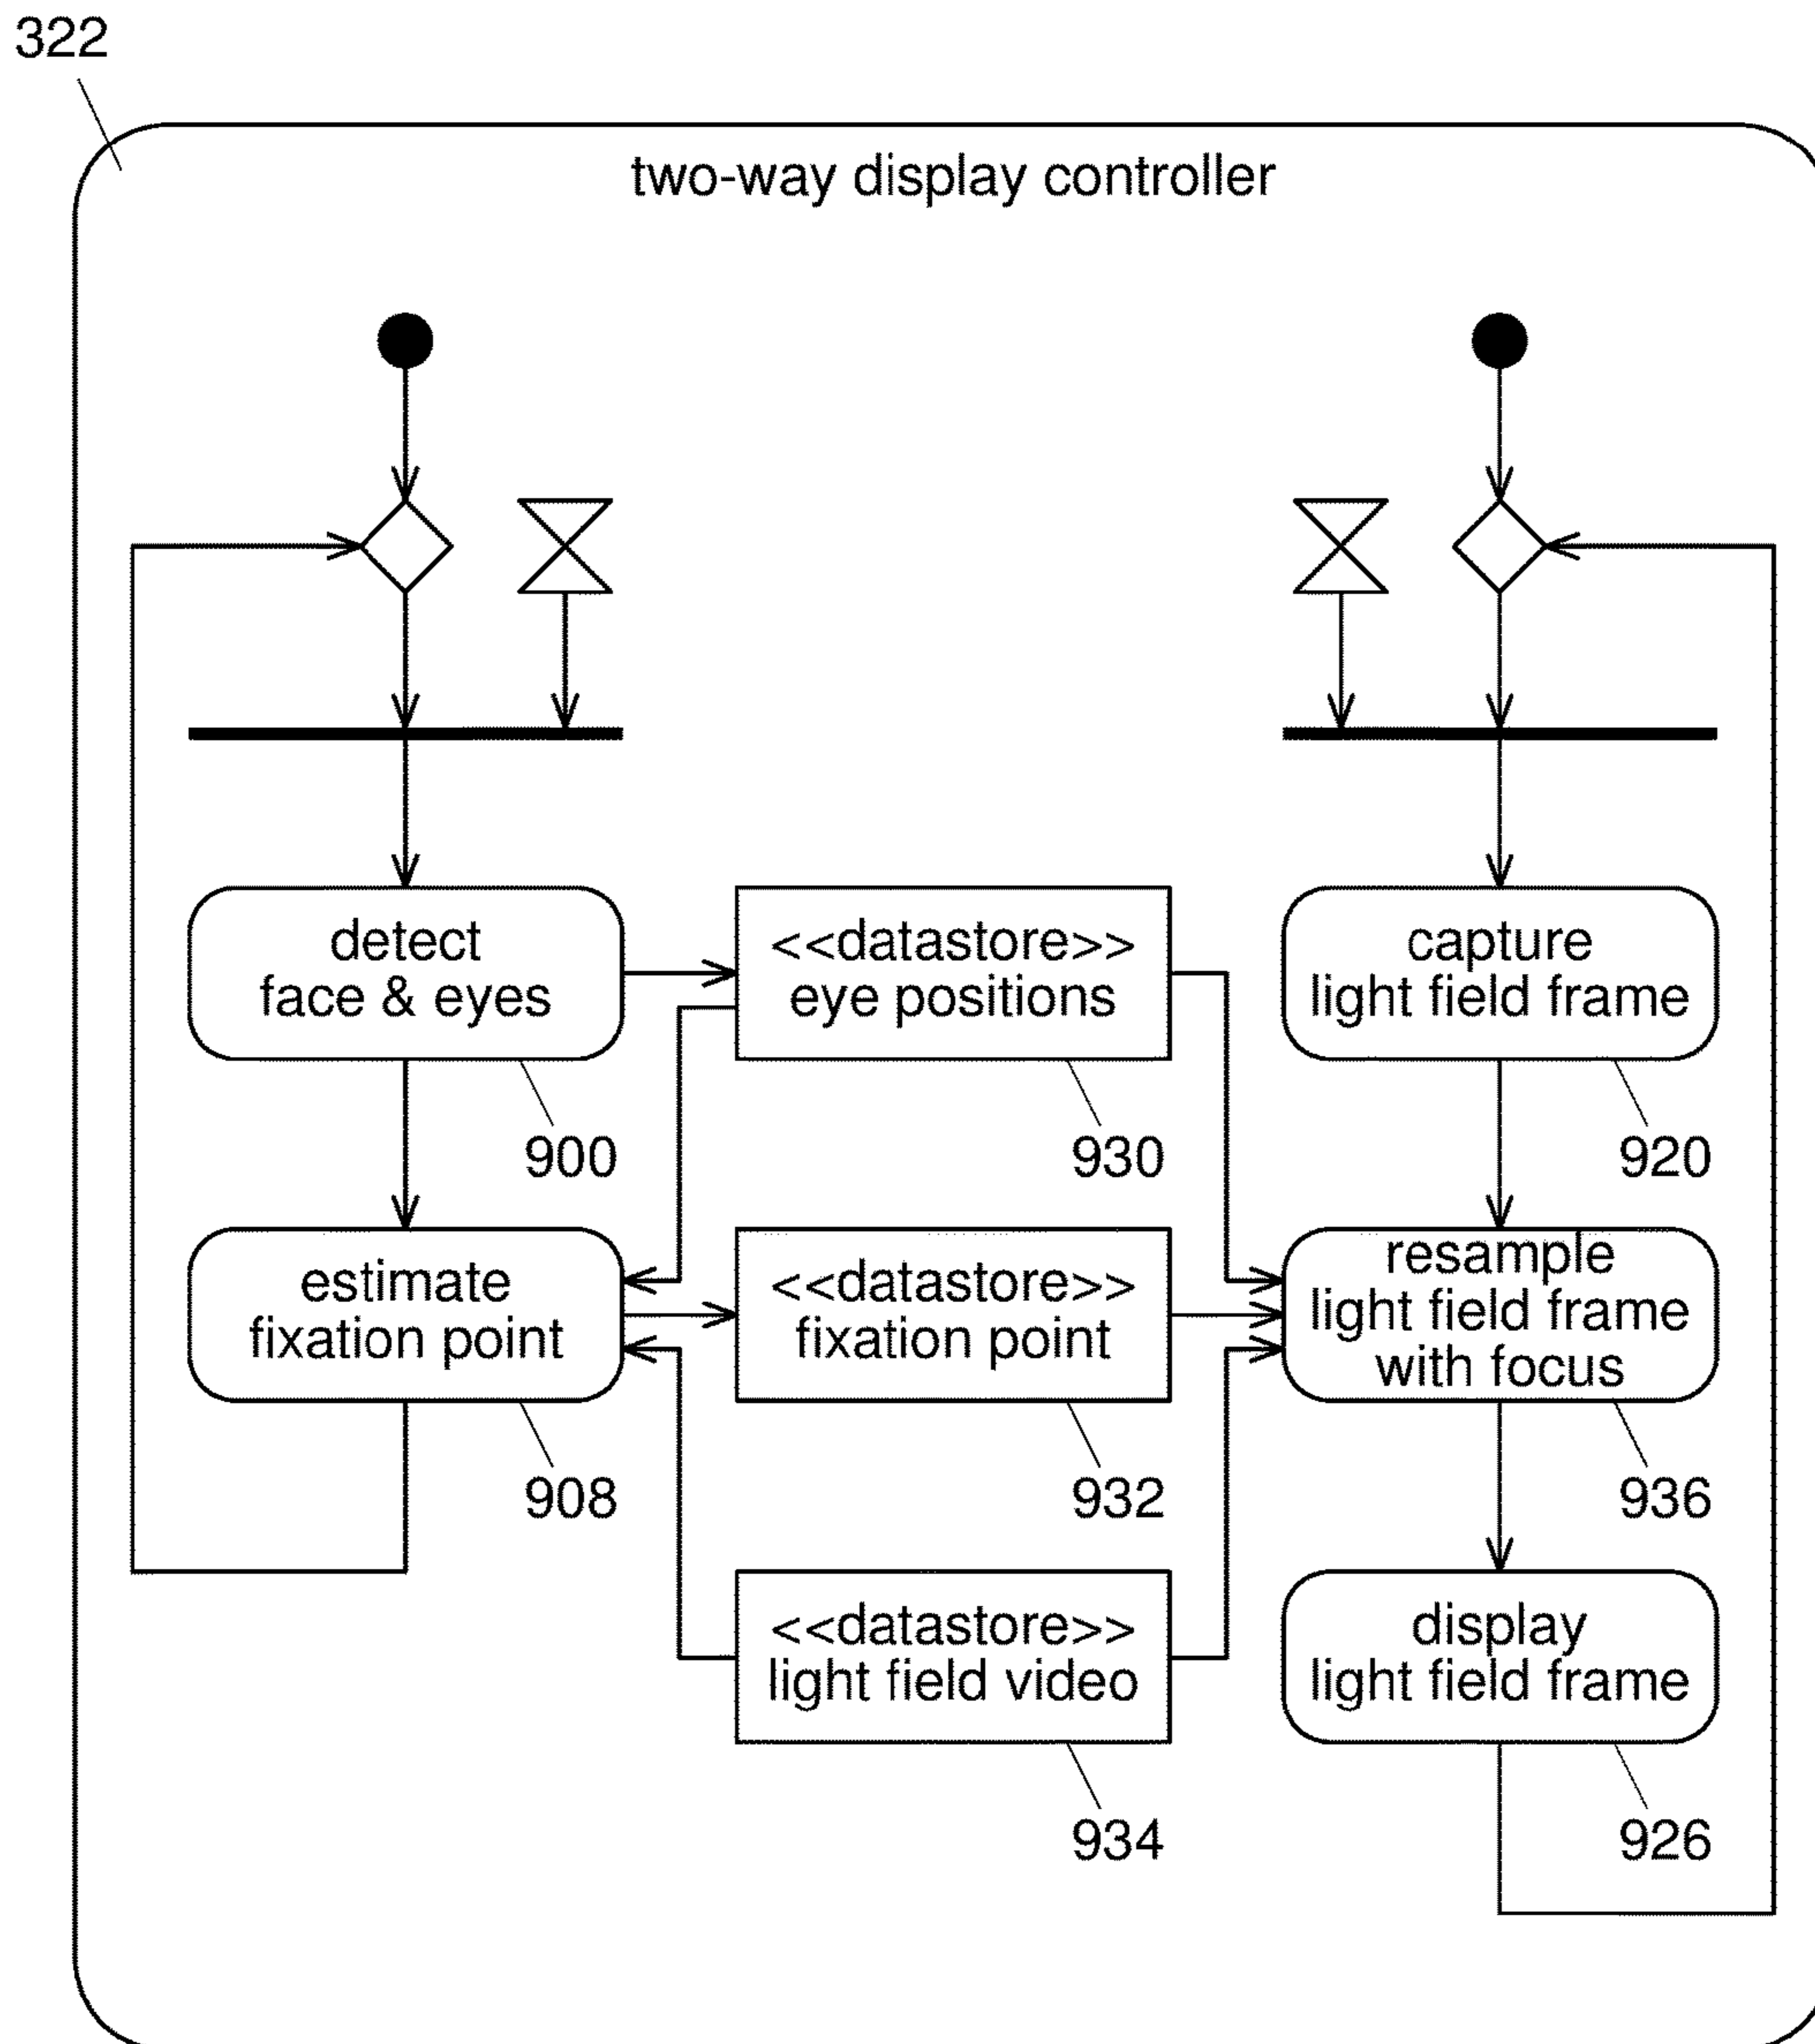 322
two-way display controller
detect
face & eyes
900
<<datastore>>
eye positions
930
capture
light field frame
920
estimate
fixation point
908
<<datastore>>
fixation point
932
resample
light field frame
with focus
936
<<datastore>>
light field video
934
display
light field frame
926